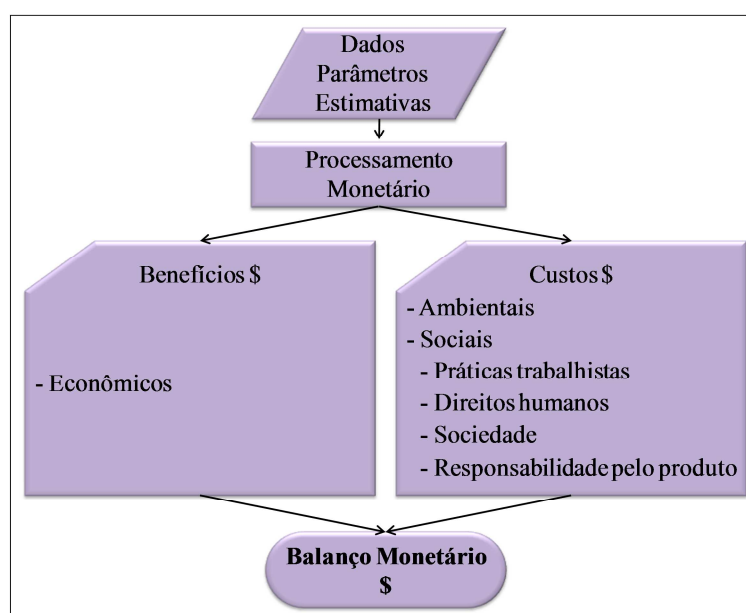 Dados
Parâmetros
Estimativas
Processamento
Monetário
Benefícios $
- Econômicos
Custos $
- Ambientais
- Sociais
- Práticas trabalhistas
- Direitos humanos
- Sociedade
- Responsabilidade pelo produto
Balanço Monetário
$